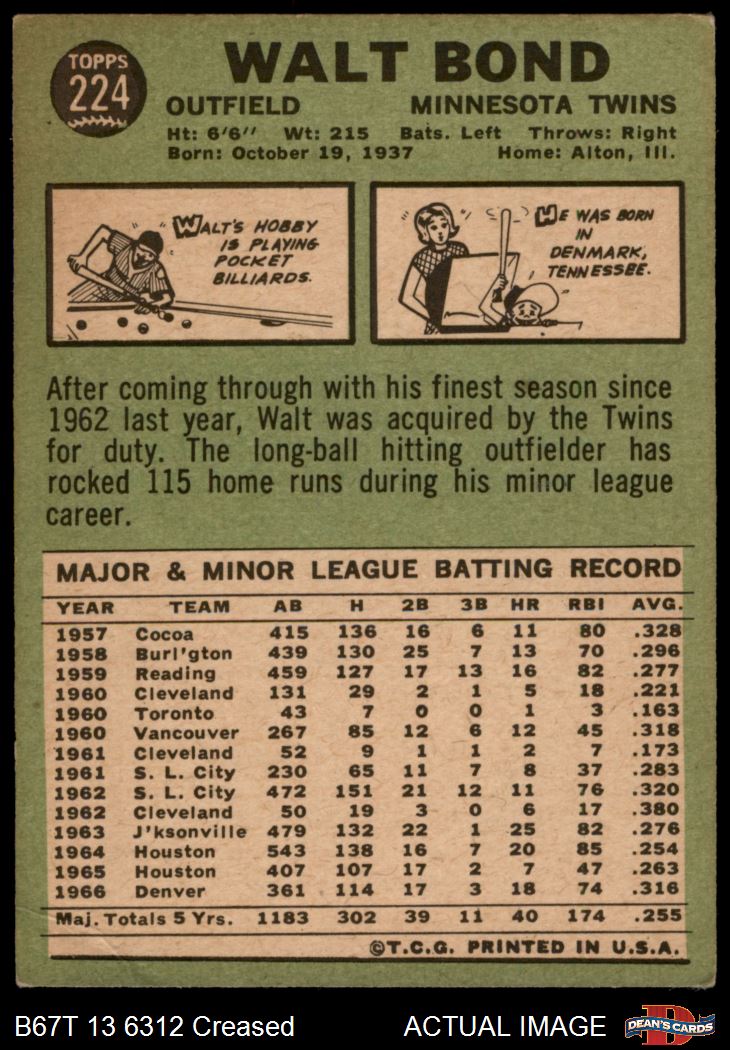 TOPPS
224
WALT BOND
OUTFIELD MINNESOTA TWINS
Ht: 6'6" Wt: 215 Bats. Left Throws: Right
Born: October 19, 1937 Home: Alton, Ill.
WALT'S HOBBY
IS PLAYING
POCKET
BILLIARDS.
HE WAS BORN
IN
DENMARK,
TENNESSEE.
After coming through with his finest season since
1962 last year, Walt was acquired by the Twins
for duty. The long-ball hitting outfielder has
rocked 115 home runs during his minor league
career.
MAJOR & MINOR LEAGUE BATTING RECORD
YEAR TEAM AB H 2B 3B HR RBI AVG.
1957 Cocoa 415 136 16 6 11 80 .328
1958 Burl'gton 439 130 25 7 13 70 .296
1959 Reading 459 127 17 13 16 82 .277
1960 Cleveland 131 29 2 1 5 18 .221
1960 Toronto 43 7 0 0 1 3 .163
1960 Vancouver 267 85 12 6 12 45 .318
1961 Cleveland 52 9 1 1 2 7 .173
1961 S. L. City 230 65 11 7 8 37 .283
1962 S. L. City 472 151 21 12 11 76 .320
1962 Cleveland 50 19 3 0 6 17 .380
1963 J'ksonville 479 132 22 1 25 82 .276
1964 Houston 543 138 16 7 20 85 .254
1965 Houston 407 107 17 2 7 47 .263
1966 Denver 361 114 17 3 18 74 .316
Maj. Totals 5 Yrs. 1183 302 39 11 40 174 .255
©T.C.G. PRINTED IN U.S.A.
B67T 13 6312 Creased ACTUAL IMAGE
D
DEAN'S CARDS